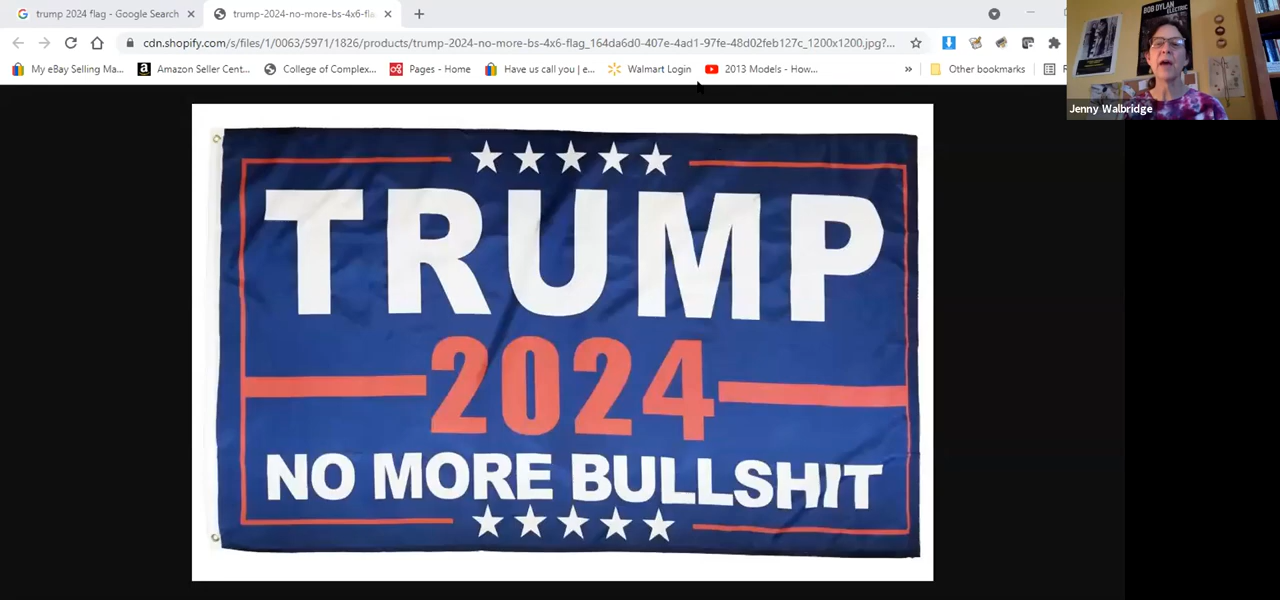 trump 2024 flag - Google Search
trump-2024-no-more-bs-4x6-fla
cdn.shopify.com/s/files/1/0063/5971/1826/products/trump-2024-no-more-bs-4x6-flag_164da6d0-407e-4ad1-97fe-48d02feb127c_1200x1200.jpg?...
My eBay Selling Ma... Amazon Seller Cent... College of Complex... Pages - Home Have us call you | e... Walmart Login 2013 Models - How... » Other bookmarks
BOB DYLAN
ELECTRIC
Jenny Walbridge
TRUMP
2024
NO MORE BULLSHIT